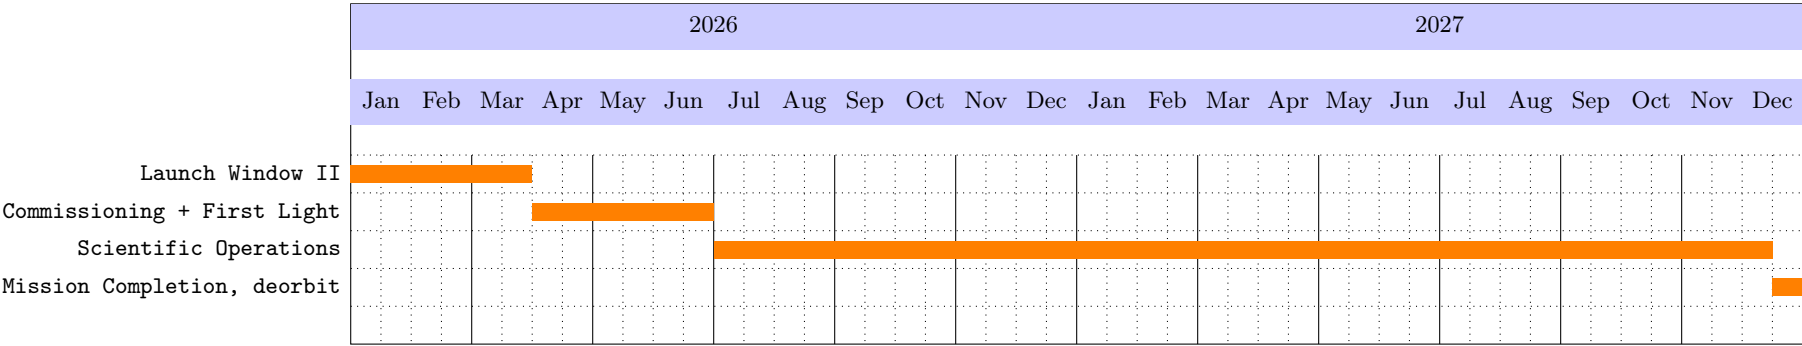 2026 2027
Jan Feb Mar Apr May Jun Jul Aug Sep Oct Nov Dec Jan Feb Mar Apr May Jun Jul Aug Sep Oct Nov Dec
Launch Window II
Commissioning + First Light
Scientific Operations
Mission Completion, deorbit